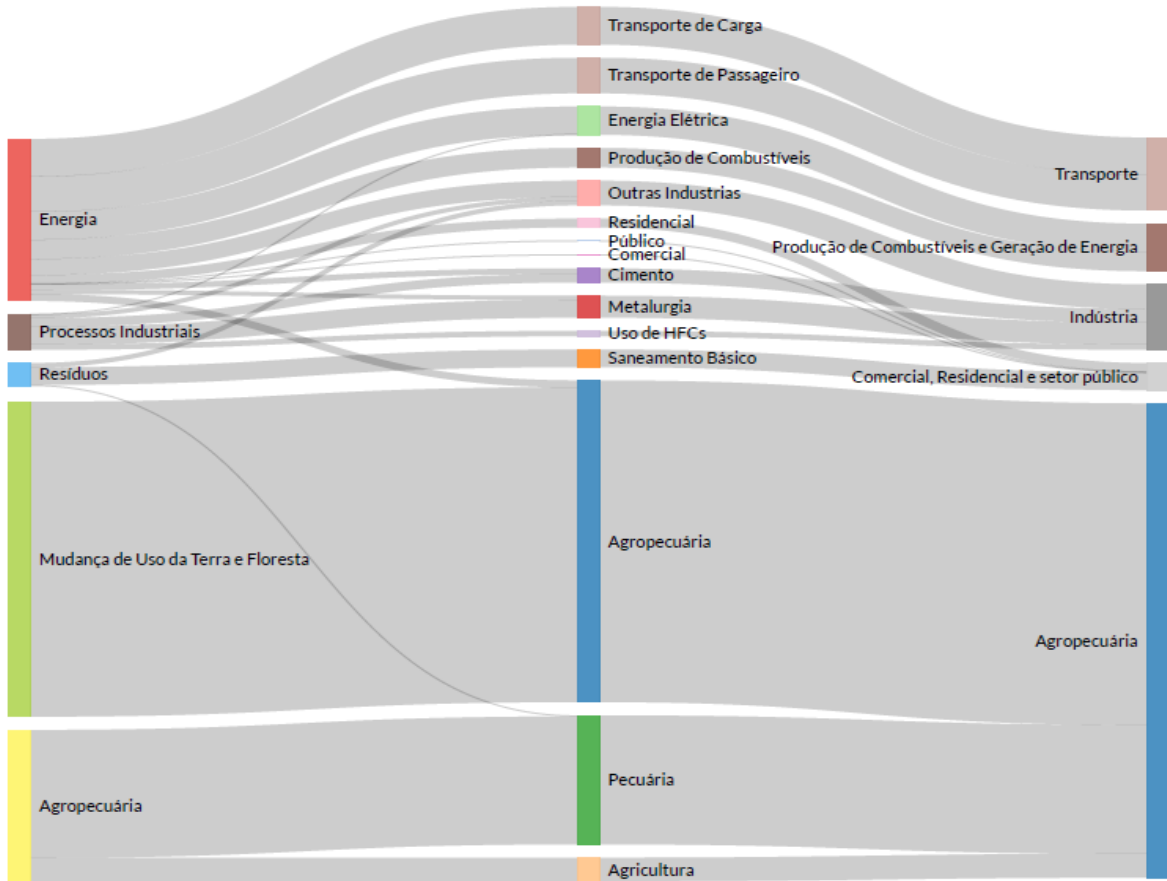 Energia
Processos Industriais
Resíduos
Mudança de Uso da Terra e Floresta
Agropecuária
Transporte de Carga
Transporte de Passageiro
Energia Elétrica
Produção de Combustíveis
Outras Industrias
Residencial
Público
Comercial
Cimento
Metalurgia
Uso de HFCs
Saneamento Básico
Agropecuária
Pecuária
Agricultura
Transporte
Produção de Combustíveis e Geração de Energia
Indústria
Comercial, Residencial e setor público
Agropecuária